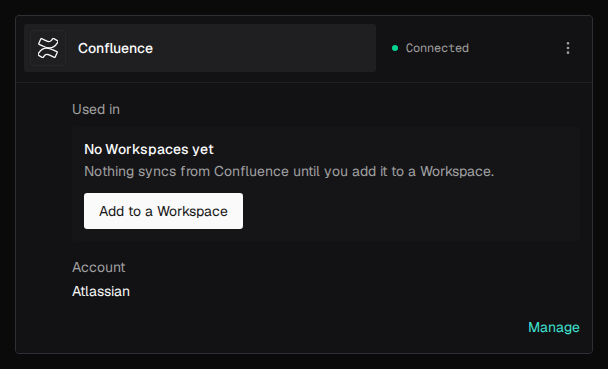 Confluence
Connected
Used in
No Workspaces yet
Nothing syncs from Confluence until you add it to a Workspace.
Add to a Workspace
Account
Atlassian
Manage